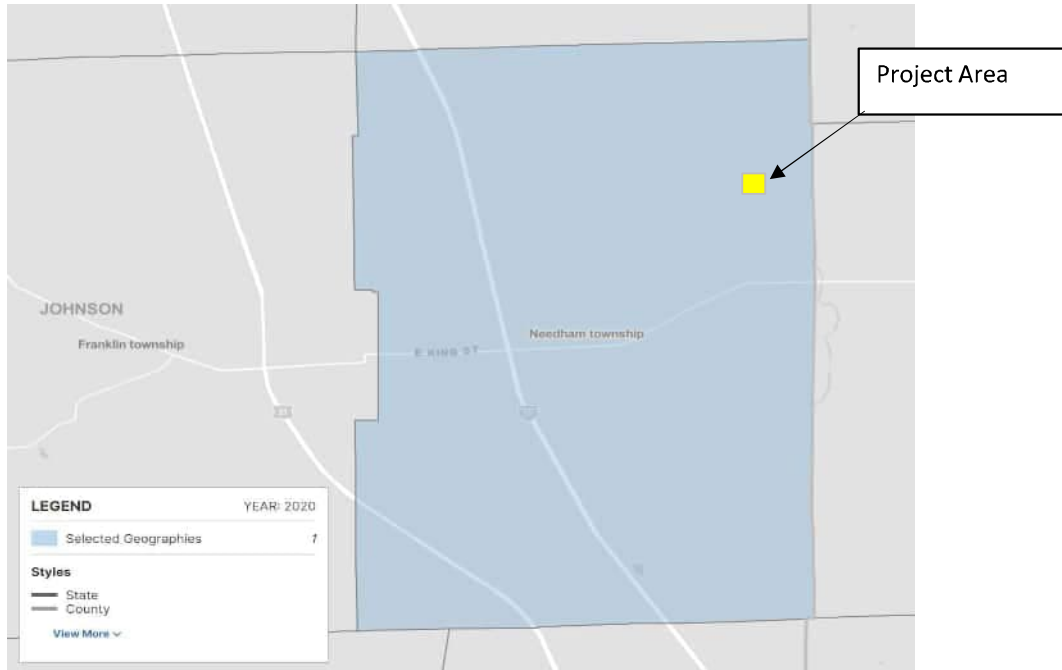 Project Area
JOHNSON
Needham township
Franklin township
E KING ST
LEGEND YEAR: 2020
Selected Geographies 1
Styles
State
County
View More